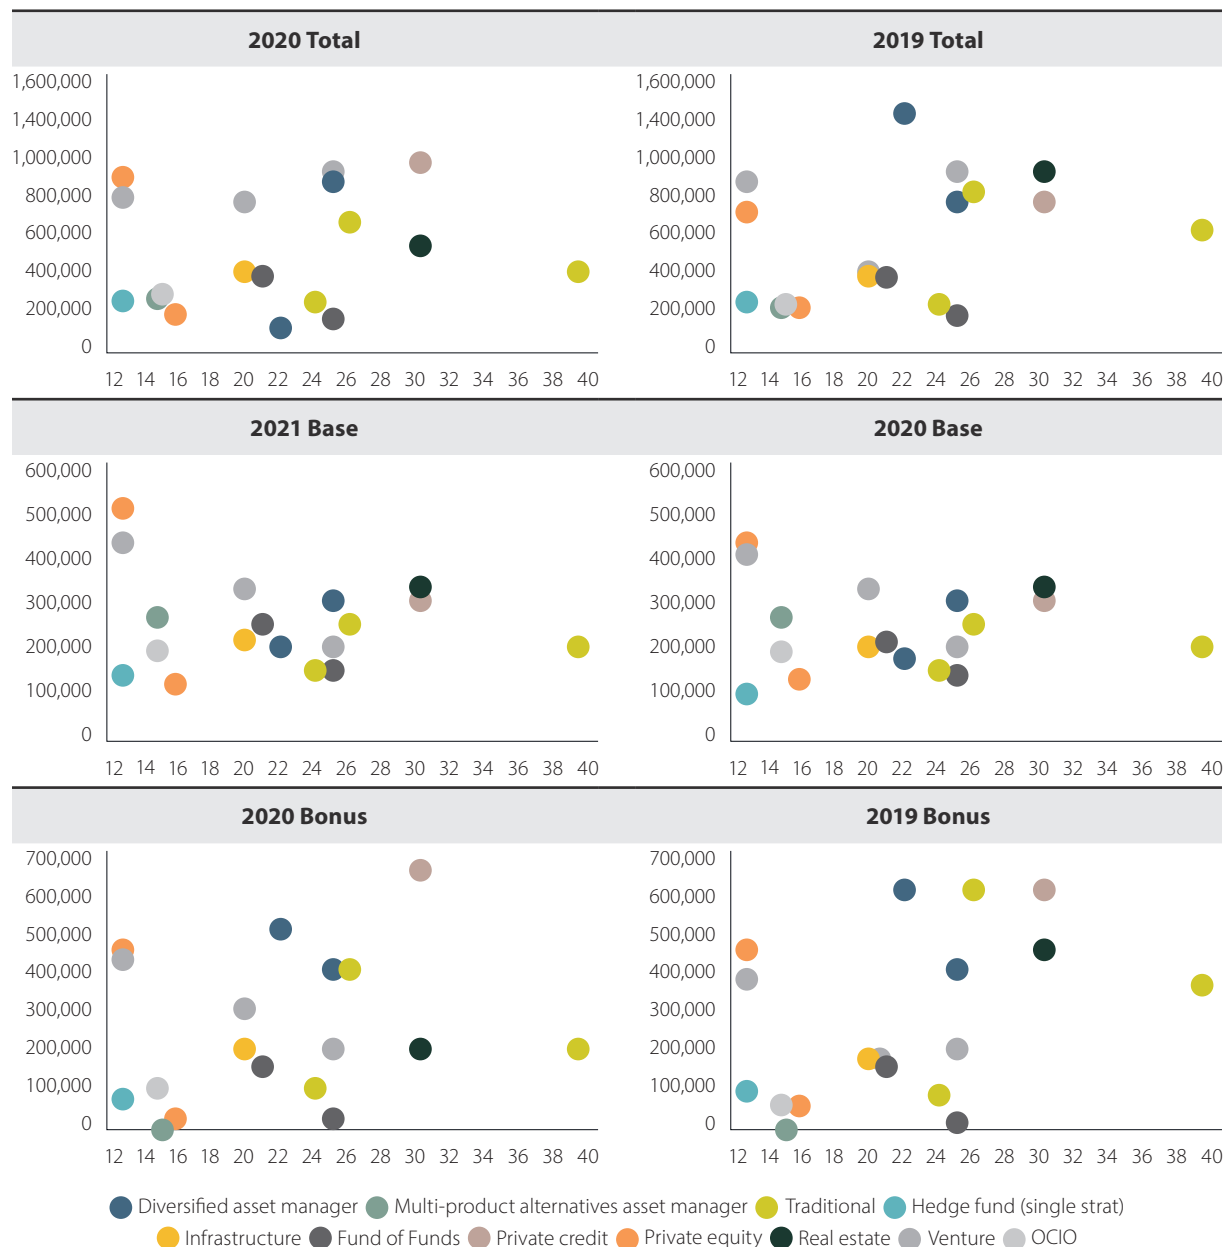 2020 Total 2019 Total
1,600,000 1,600,000
1,400,000 1,400,000
1,000,000 1,000,000
800,000 800,000
600,000 600,000
400,000 400,000
200,000 200,000
0 0
12 14 16 18 20 22 24 26 28 30 32 34 36 40 12 14 16 18 20 22 24 26 28 30 32 34 36 40
2021 Base 2020 Base
600,000 600,000
500,000 500,000
400,000 400,000
300,000 300,000
200,000 200,000
100,000 100,000
0 0
12 14 16 18 20 22 24 26 28 30 32 34 36 40 12 14 16 18 20 22 24 26 28 30 32 34 36 40
2020 Bonus 2019 Bonus
700,000 700,000
600,000 600,000
500,000 500,000
400,000 400,000
300,000 300,000
200,000 200,000
100,000 100,000
0 0
12 14 16 18 20 22 24 26 28 30 32 34 36 40 12 14 16 18 20 22 24 26 28 30 32 34 36 40
Diversified asset manager Multi-product alternatives asset manager Traditional Hedge fund (single strat)
Infrastructure Fund of Funds Private credit Private equity Real estate Venture OCIO